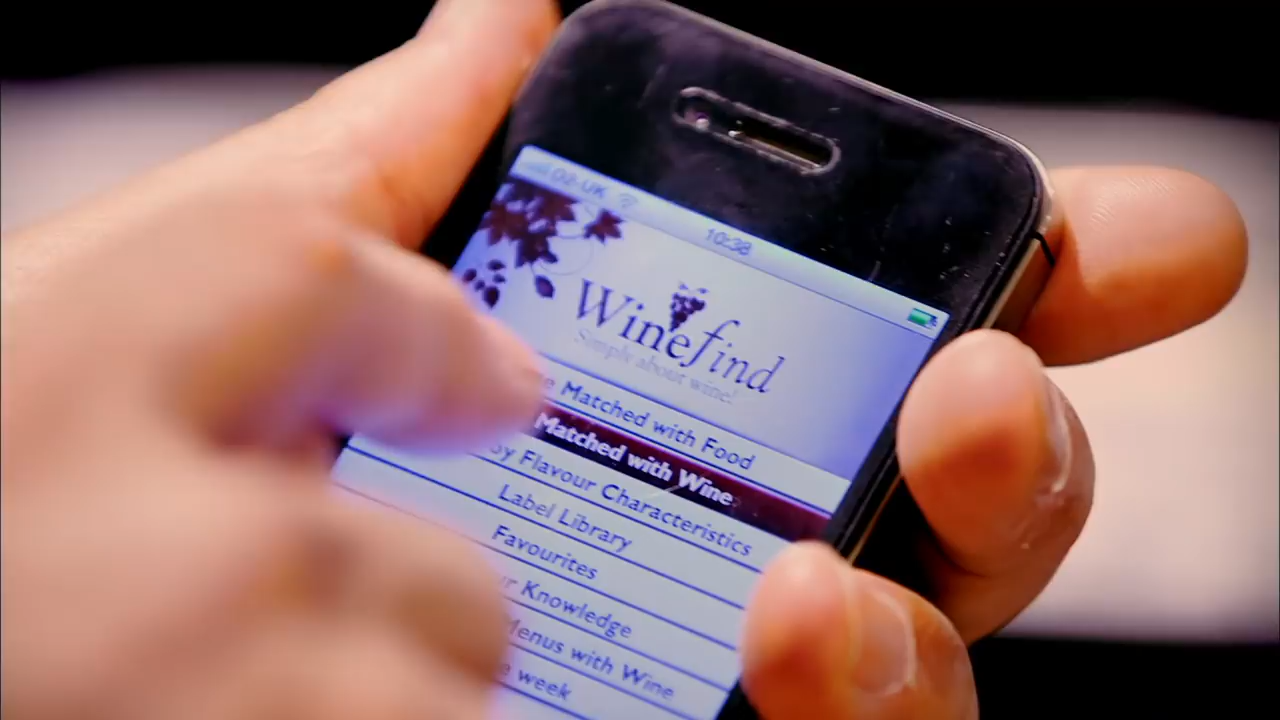 O2-UK
10:38
Winefind
Simply about wine!
Matched with Food
Matched with Wine
By Flavour Characteristics
Label Library
Favourites
Knowledge
Menus with Wine
week